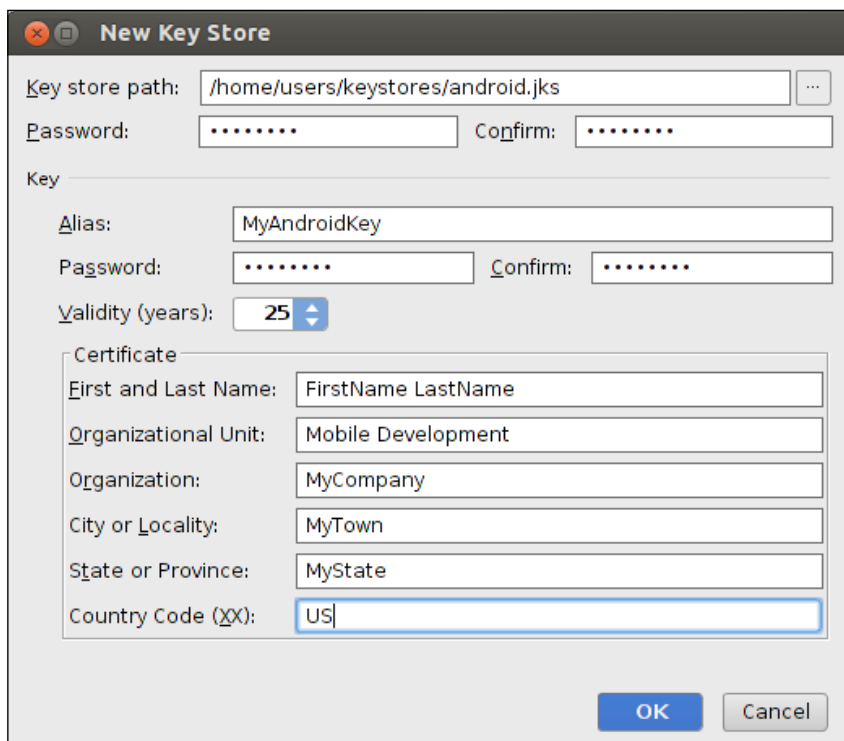 New Key Store
Key store path: /home/users/keystores/android.jks ...
Password: •••••••• Confirm: ••••••••
Key
Alias: MyAndroidKey
Password: •••••••• Confirm: ••••••••
Validity (years): 25
Certificate
First and Last Name: FirstName LastName
Organizational Unit: Mobile Development
Organization: MyCompany
City or Locality: MyTown
State or Province: MyState
Country Code (XX): US
OK Cancel